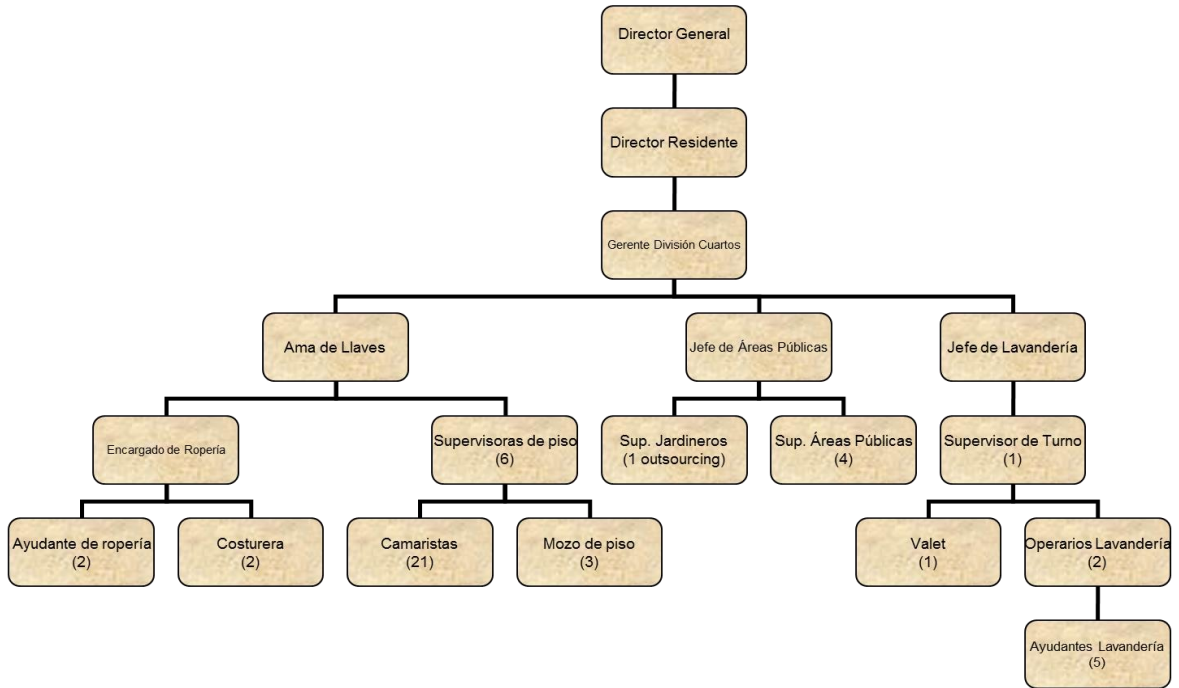 Director General
Director Residente
Gerente División Cuartos
Ama de Llaves
Jefe de Áreas Públicas
Jefe de Lavandería
Encargado de Ropería
Supervisoras de piso
(6)
Sup. Jardineros
(1 outsourcing)
Sup. Áreas Públicas
(4)
Supervisor de Turno
(1)
Ayudante de ropería
(2)
Costurera
(2)
Camaristas
(21)
Mozo de piso
(3)
Valet
(1)
Operarios Lavandería
(2)
Ayudantes Lavandería
(5)